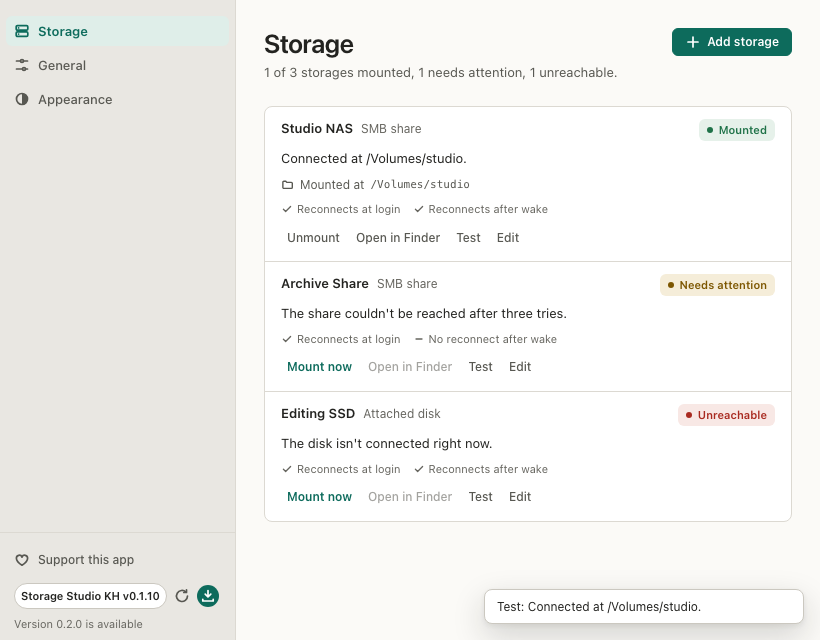 Storage
General
Appearance
Support this app
Storage Studio KH v0.1.10
Version 0.2.0 is available
Storage
Add storage
1 of 3 storages mounted, 1 needs attention, 1 unreachable.
Studio NAS SMB share
Mounted
Connected at /Volumes/studio.
Mounted at /Volumes/studio
Reconnects at login Reconnects after wake
Unmount Open in Finder Test Edit
Archive Share SMB share
Needs attention
The share couldn't be reached after three tries.
Reconnects at login No reconnect after wake
Mount now Open in Finder Test Edit
Editing SSD Attached disk
Unreachable
The disk isn't connected right now.
Reconnects at login Reconnects after wake
Mount now Open in Finder Test Edit
Test: Connected at /Volumes/studio.